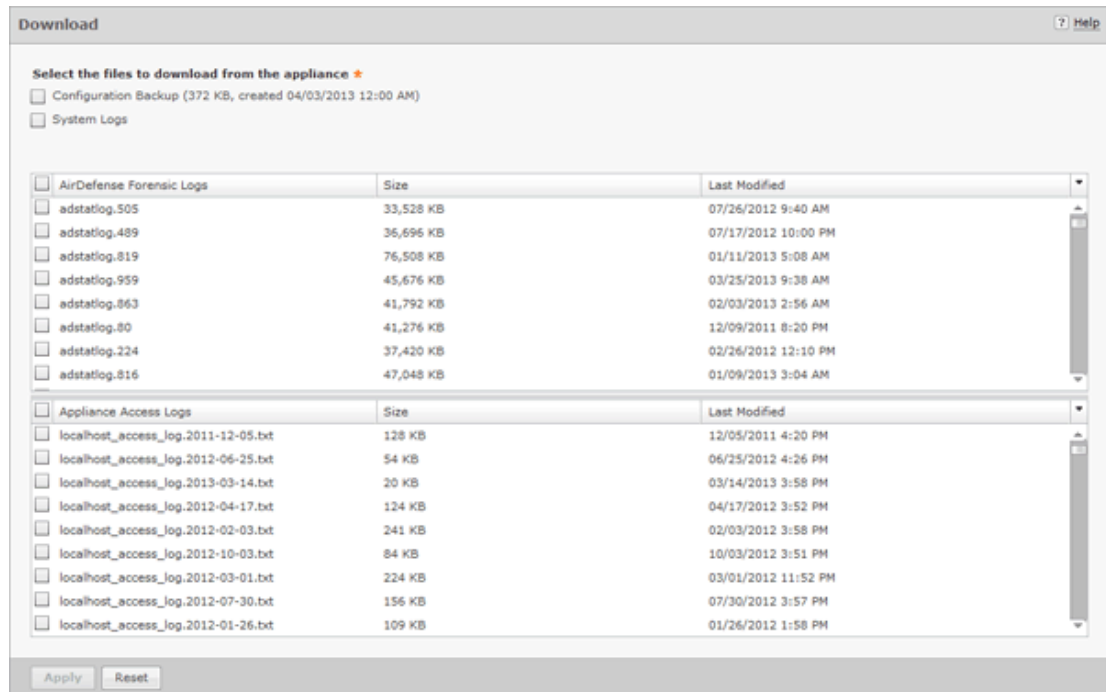 Download
? Help
Select the files to download from the appliance *
Configuration Backup (372 KB, created 04/03/2013 12:00 AM)
System Logs
AirDefense Forensic Logs Size Last Modified
adstatlog.505 33,528 KB 07/26/2012 9:40 AM
adstatlog.489 36,696 KB 07/17/2012 10:00 PM
adstatlog.819 76,508 KB 01/11/2013 5:08 AM
adstatlog.959 45,676 KB 03/25/2013 9:38 AM
adstatlog.863 41,792 KB 02/03/2013 2:56 AM
adstatlog.80 41,276 KB 12/09/2011 8:20 PM
adstatlog.224 37,420 KB 02/26/2012 12:10 PM
adstatlog.816 47,048 KB 01/09/2013 3:04 AM
Appliance Access Logs Size Last Modified
localhost_access_log.2011-12-05.txt 128 KB 12/05/2011 4:20 PM
localhost_access_log.2012-06-25.txt 54 KB 06/25/2012 4:26 PM
localhost_access_log.2013-03-14.txt 20 KB 03/14/2013 3:58 PM
localhost_access_log.2012-04-17.txt 124 KB 04/17/2012 3:52 PM
localhost_access_log.2012-02-03.txt 241 KB 02/03/2012 3:58 PM
localhost_access_log.2012-10-03.txt 84 KB 10/03/2012 3:51 PM
localhost_access_log.2012-03-01.txt 224 KB 03/01/2012 11:52 PM
localhost_access_log.2012-07-30.txt 156 KB 07/30/2012 3:57 PM
localhost_access_log.2012-01-26.txt 109 KB 01/26/2012 1:58 PM
Apply Reset